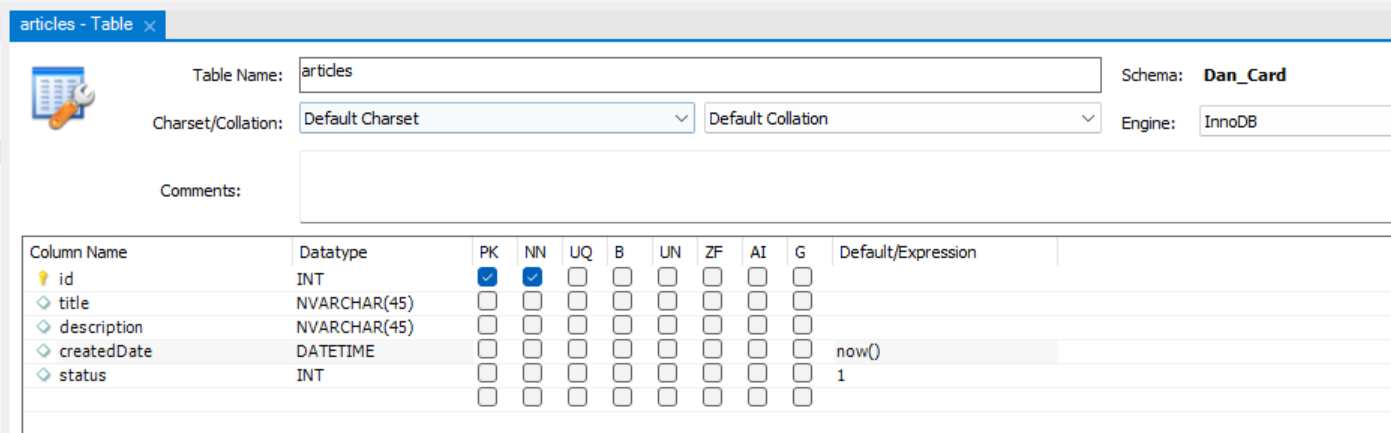 articles - Table ×
Table Name: articles Schema: Dan_Card
Charset/Collation: Default Charset Default Collation Engine: InnoDB
Comments:
Column Name Datatype PK NN UQ B UN ZF AI G Default/Expression
id INT
title NVARCHAR(45)
description NVARCHAR(45)
createdDate DATETIME now()
status INT 1